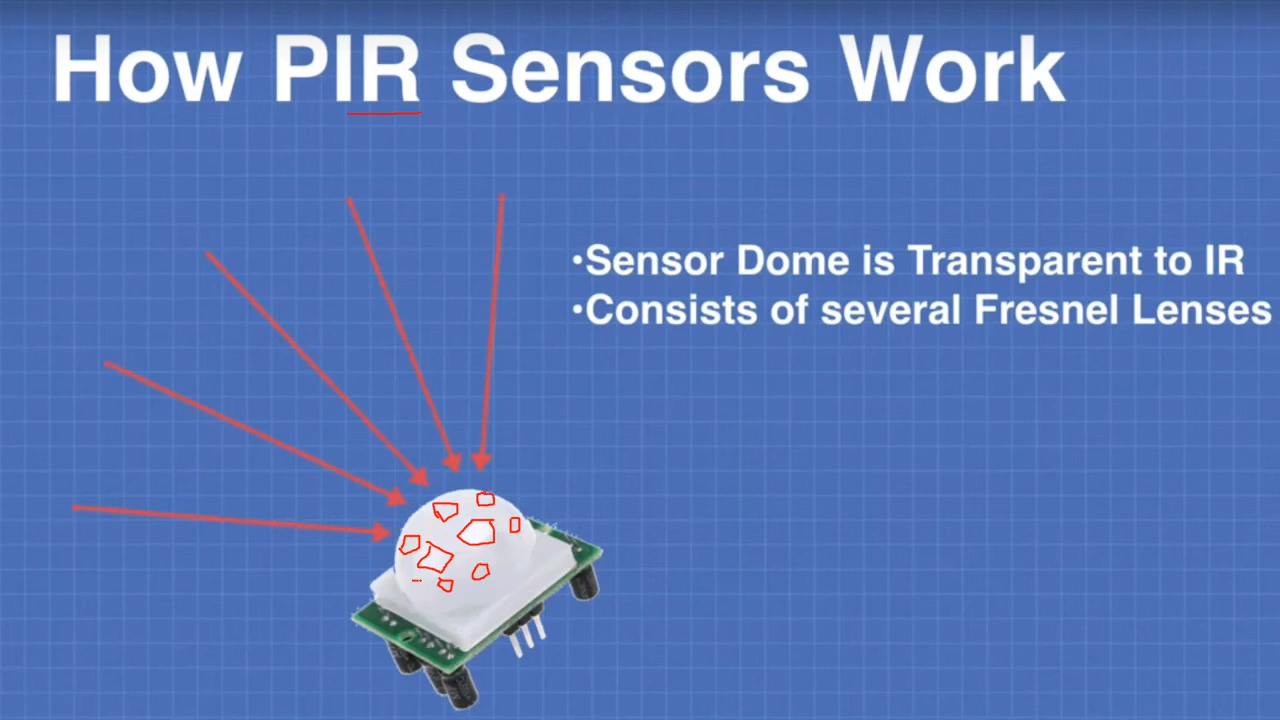 How PIR Sensors Work
•Sensor Dome is Transparent to IR
•Consists of several Fresnel Lenses